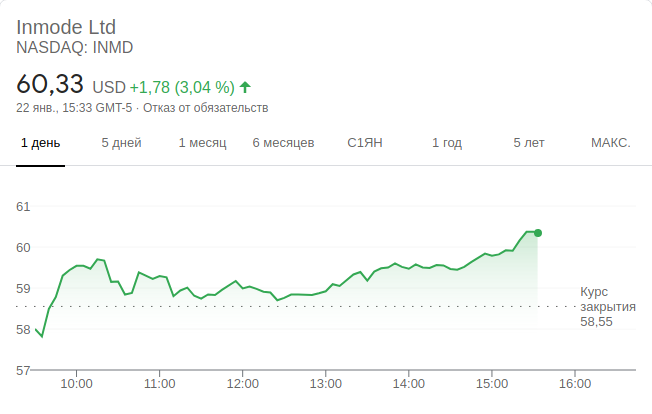 Inmode Ltd
NASDAQ: INMD
60,33 USD +1,78 (3,04 %)
22 янв., 15:33 GMT-5 · Отказ от обязательств
1 день 5 дней 1 месяц 6 месяцев С1ЯН 1 год 5 лет МАКС.
61
60
59
58
57
Курс
закрытия
58,55
10:00 11:00 12:00 13:00 14:00 15:00 16:00